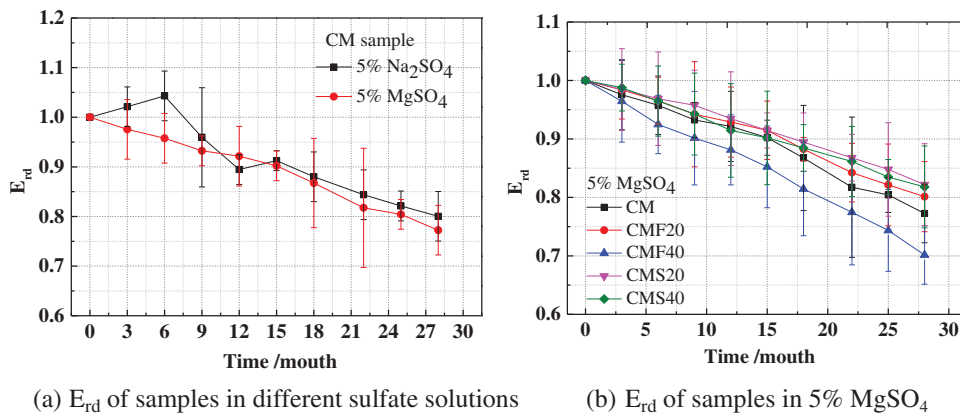 1.2
1.1
1.0
0.9
0.8
0.7
0.6
E_rd
CM sample
5% Na₂SO₄
5% MgSO₄
0 3 6 9 12 15 18 21 24 27 30
Time /mouth
(a) E_rd of samples in different sulfate solutions
1.1
1.0
0.9
0.8
0.7
0.6
E_rd
5% MgSO₄
CM
CMF20
CMF40
CMS20
CMS40
0 5 10 15 20 25 30
Time /mouth
(b) E_rd of samples in 5% MgSO₄